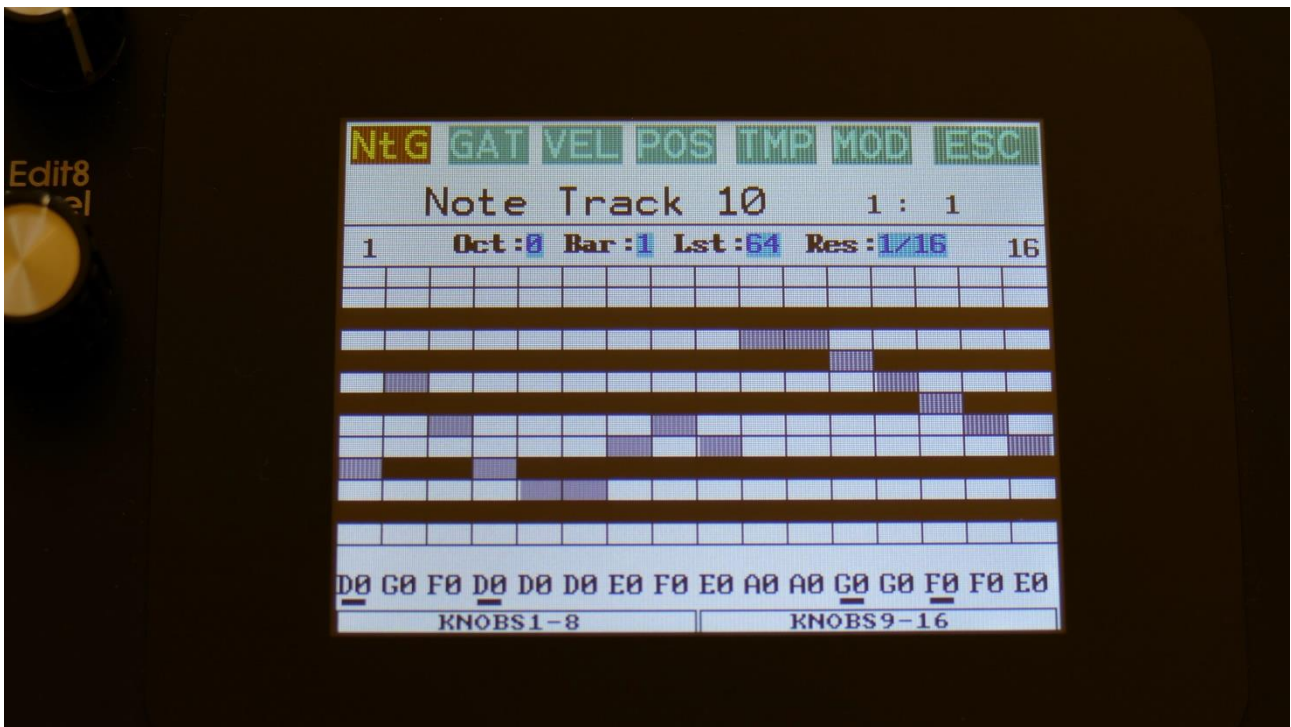 NtG GAT VEL POS TMP MOD ESC
Edit8
Note Track 10 1: 1
1 Oct:0 Bar:1 Lst:64 Res:1/16 16
D0 G0 F0 D0 D0 D0 E0 F0 E0 A0 A0 G0 G0 F0 F0 E0
KNOBS1-8 KNOBS9-16